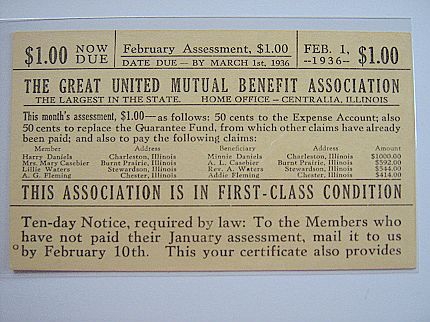 $1.00 NOW DUE February Assessment, $1.00 FEB. 1, --1936-- $1.00
DATE DUE — BY MARCH 1st, 1936
THE GREAT UNITED MUTUAL BENEFIT ASSOCIATION
THE LARGEST IN THE STATE. HOME OFFICE – CENTRALIA, ILLINOIS
This month's assessment, $1.00—as follows: 50 cents to the Expense Account; also
50 cents to replace the Guarantee Fund, from which other claims have already
been paid; and also to pay the following claims:
Member Address Beneficiary Address Amount
Harry Daniels Charleston, Illinois Minnie Daniels Charleston, Illinois $1000.00
Mrs. Mary Casebier Burnt Prairie, Illinois A. L. Casebier Burnt Prairie, Illinois $592.00
Lillie Waters Stewardson, Illinois Rev. A. Waters Stewardson, Illinois $544.00
A. G. Fleming Chester, Illinois Addie Fleming Chester, Illinois $414.00
THIS ASSOCIATION IS IN FIRST-CLASS CONDITION
Ten-day Notice, required by law: To the Members who
have not paid their January assessment, mail it to us
by February 10th. This your certificate also provides